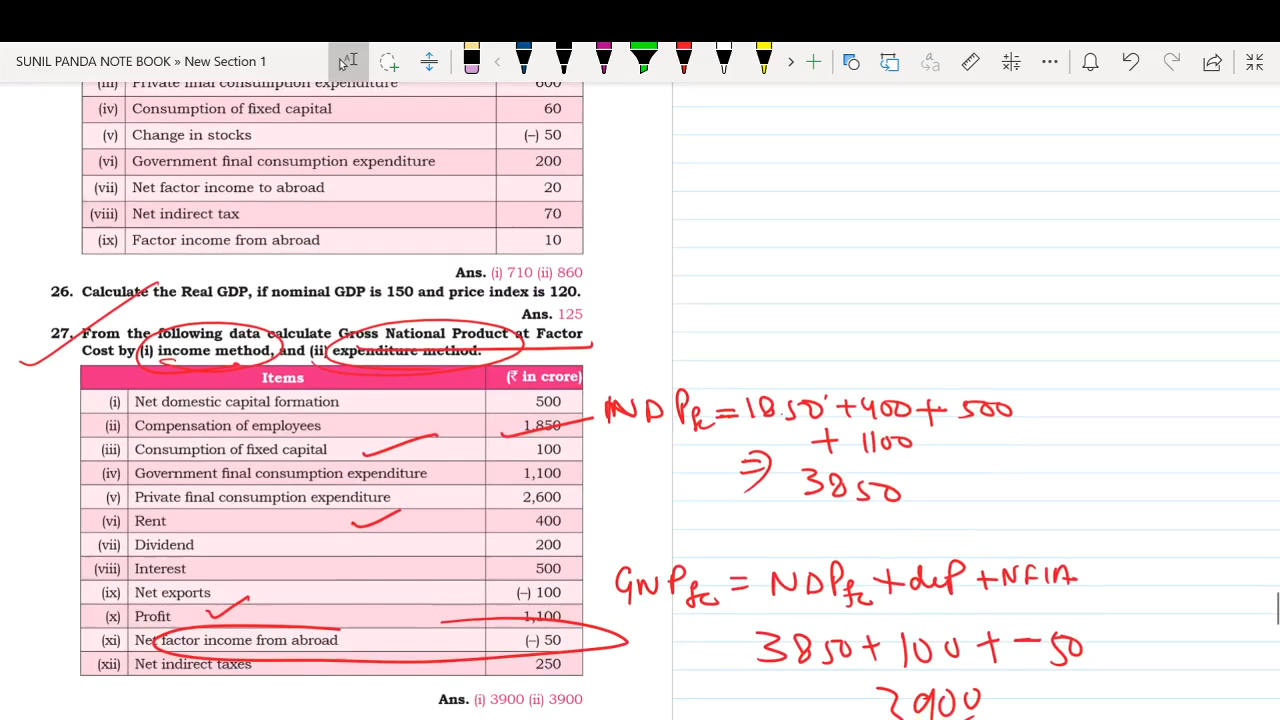 SUNIL PANDA NOTE BOOK » New Section 1
(iii) Private final consumption expenditure 600
(iv) Consumption of fixed capital 60
(v) Change in stocks (–) 50
(vi) Government final consumption expenditure 200
(vii) Net factor income to abroad 20
(viii) Net indirect tax 70
(ix) Factor income from abroad 10
Ans. (i) 710 (ii) 860
26. Calculate the Real GDP, if nominal GDP is 150 and price index is 120.
Ans. 125
27. From the following data calculate Gross National Product at Factor
Cost by (i) income method, and (ii) expenditure method.
Items (₹ in crore)
(i) Net domestic capital formation 500
(ii) Compensation of employees 1,850
(iii) Consumption of fixed capital 100
(iv) Government final consumption expenditure 1,100
(v) Private final consumption expenditure 2,600
(vi) Rent 400
(vii) Dividend 200
(viii) Interest 500
(ix) Net exports (–) 100
(x) Profit 1,100
(xi) Net factor income from abroad (–) 50
(xii) Net indirect taxes 250
Ans. (i) 3900 (ii) 3900
NDPfc = 1850 + 400 + 500
+ 1100
⇒ 3850
GNPfc = NDPfc + dep + NFIA
3850 + 100 + - 50
3900